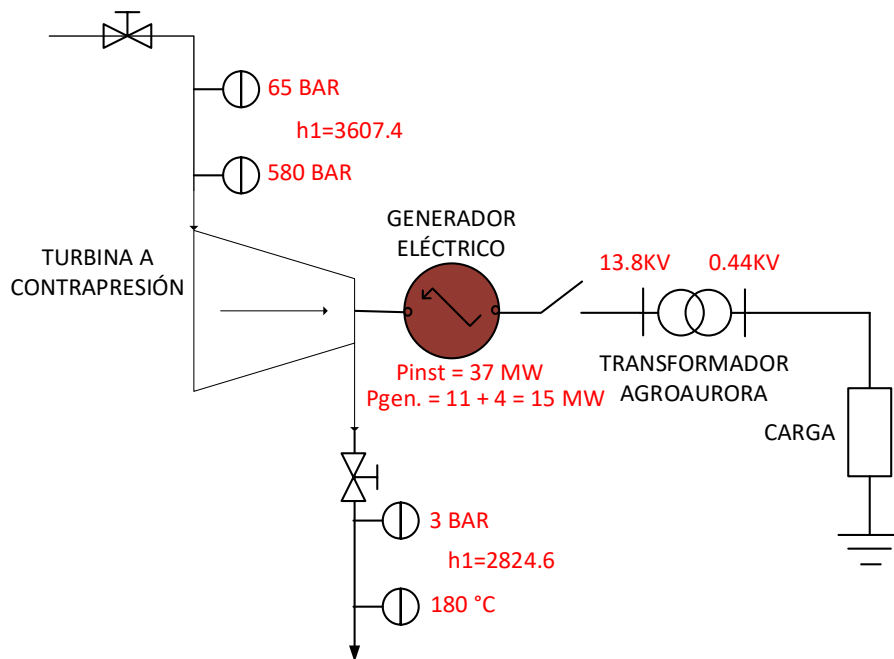 65 BAR
h1=3607.4
580 BAR
TURBINA A
CONTRAPRESIÓN
GENERADOR
ELÉCTRICO
Pinst = 37 MW
Pgen. = 11 + 4 = 15 MW
13.8KV
0.44KV
TRANSFORMADOR
AGROAURORA
CARGA
3 BAR
h1=2824.6
180 °C